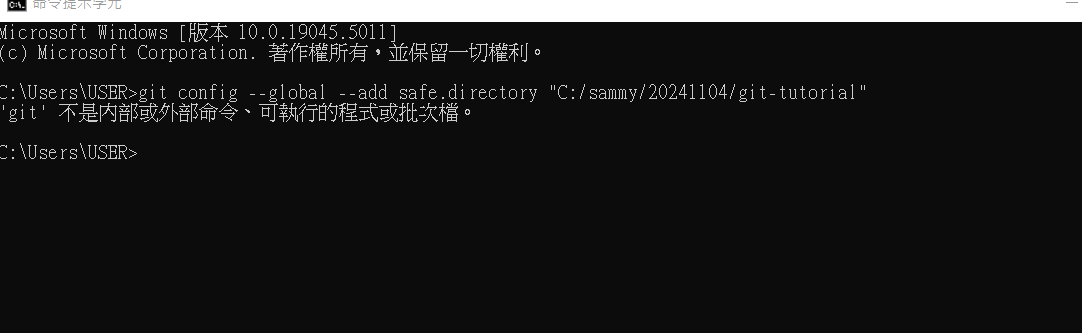 命令提示字元
Microsoft Windows [版本 10.0.19045.5011]
(c) Microsoft Corporation. 著作權所有，並保留一切權利。
C:\Users\USER>git config --global --add safe.directory "C:/sammy/20241104/git-tutorial"
'git' 不是內部或外部命令、可執行的程式或批次檔。
C:\Users\USER>